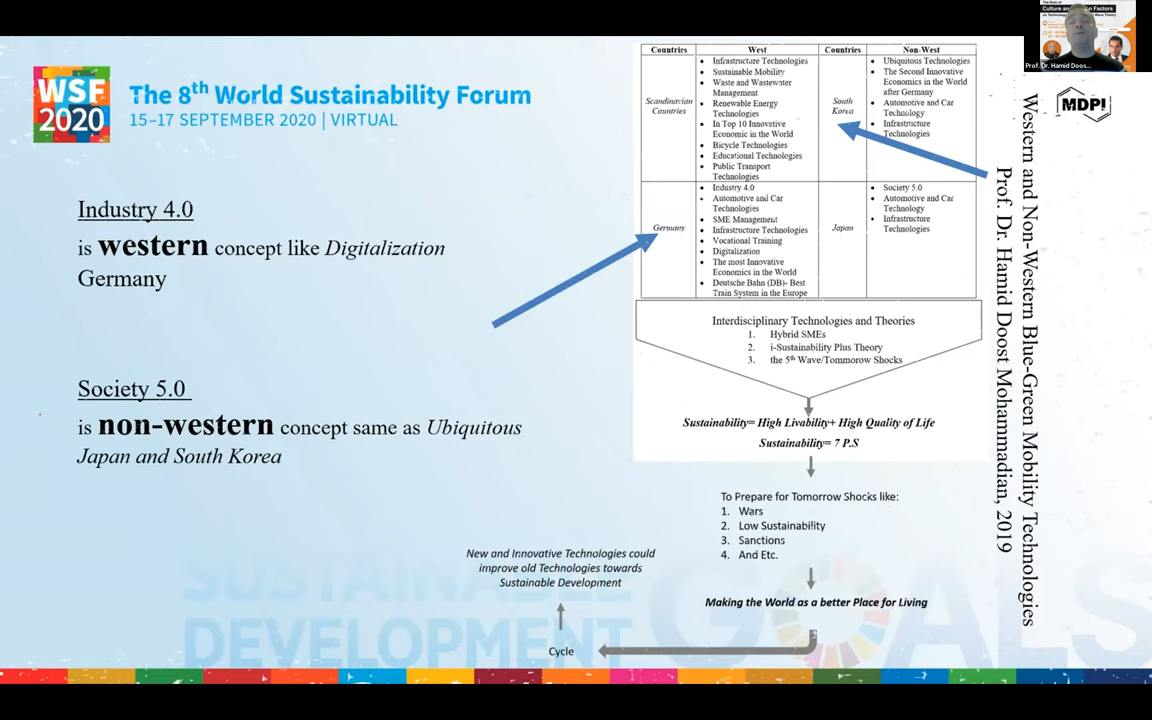 WSF
2020
The 8th World Sustainability Forum
15–17 SEPTEMBER 2020 | VIRTUAL
Industry 4.0
is western concept like Digitalization
Germany
Society 5.0
is non-western concept same as Ubiquitous
Japan and South Korea
Countries West Countries Non-West
Scandinavian
Countries
• Infrastructure Technologies
• Sustainable Mobility
• Waste and Wastewater
Management
• Renewable Energy
Technologies
• In Top 10 Innovative
Economic in the World
• Bicycle Technologies
• Educational Technologies
• Public Transport
Technologies
South
Korea
• Ubiquitous Technologies
• The Second Innovative
Economics in the World
after Germany
• Automotive and Car
Technology
• Infrastructure
Technologies
Germany
• Industry 4.0
• Automotive and Car
Technologies
• SME Management
• Infrastructure Technologies
• Vocational Training
• Digitalization
• The most Innovative
Economics in the World
• Deutsche Bahn (DB)- Best
Train System in the Europe
Japan
• Society 5.0
• Automotive and Car
Technology
• Infrastructure
Technologies
Interdisciplinary Technologies and Theories
1. Hybrid SMEs
2. i-Sustainability Plus Theory
3. the 5th Wave/Tommorow Shocks
Sustainability= High Livability+ High Quality of Life
Sustainability= 7 P.S
To Prepare for Tomorrow Shocks like:
1. Wars
2. Low Sustainability
3. Sanctions
4. And Etc.
Making the World as a better Place for Living
Cycle
New and Innovative Technologies could
improve old Technologies towards
Sustainable Development
Western and Non-Western Blue-Green Mobility Technologies
Prof. Dr. Hamid Doost Mohammadian, 2019
MDPI
Prof. Dr. Hamid Doos...
SUSTAINABLE
DEVELOPMENT
GOALS